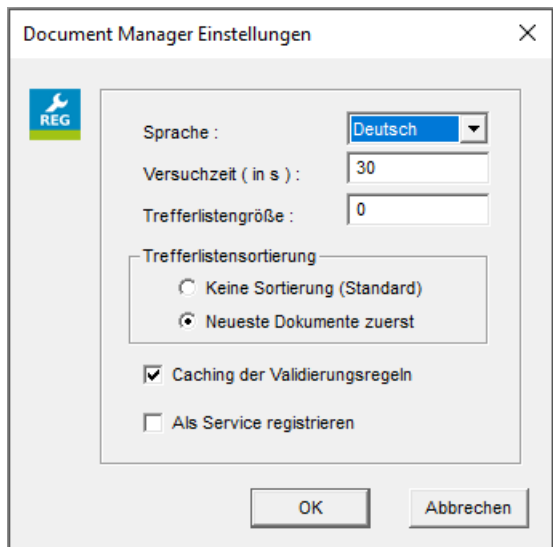 Document Manager Einstellungen
REG
Sprache : Deutsch
Versuchzeit ( in s ) : 30
Trefferlistengröße : 0
Trefferlistensortierung
Keine Sortierung (Standard)
Neueste Dokumente zuerst
Caching der Validierungsregeln
Als Service registrieren
OK Abbrechen